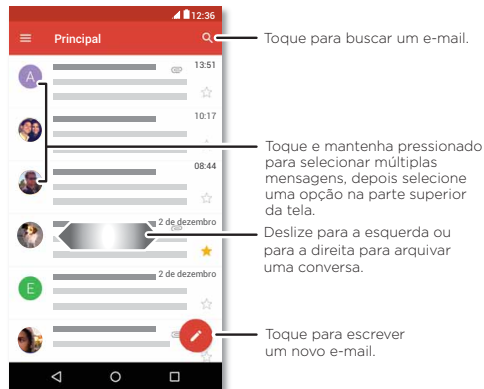 12:36
Principal
Toque para buscar um e-mail.
A
13:51
10:17
Toque e mantenha pressionado
para selecionar múltiplas
mensagens, depois selecione
uma opção na parte superior
da tela.
08:44
2 de dezembro
Deslize para a esquerda ou
para a direita para arquivar
uma conversa.
E
2 de dezembro
Toque para escrever
um novo e-mail.